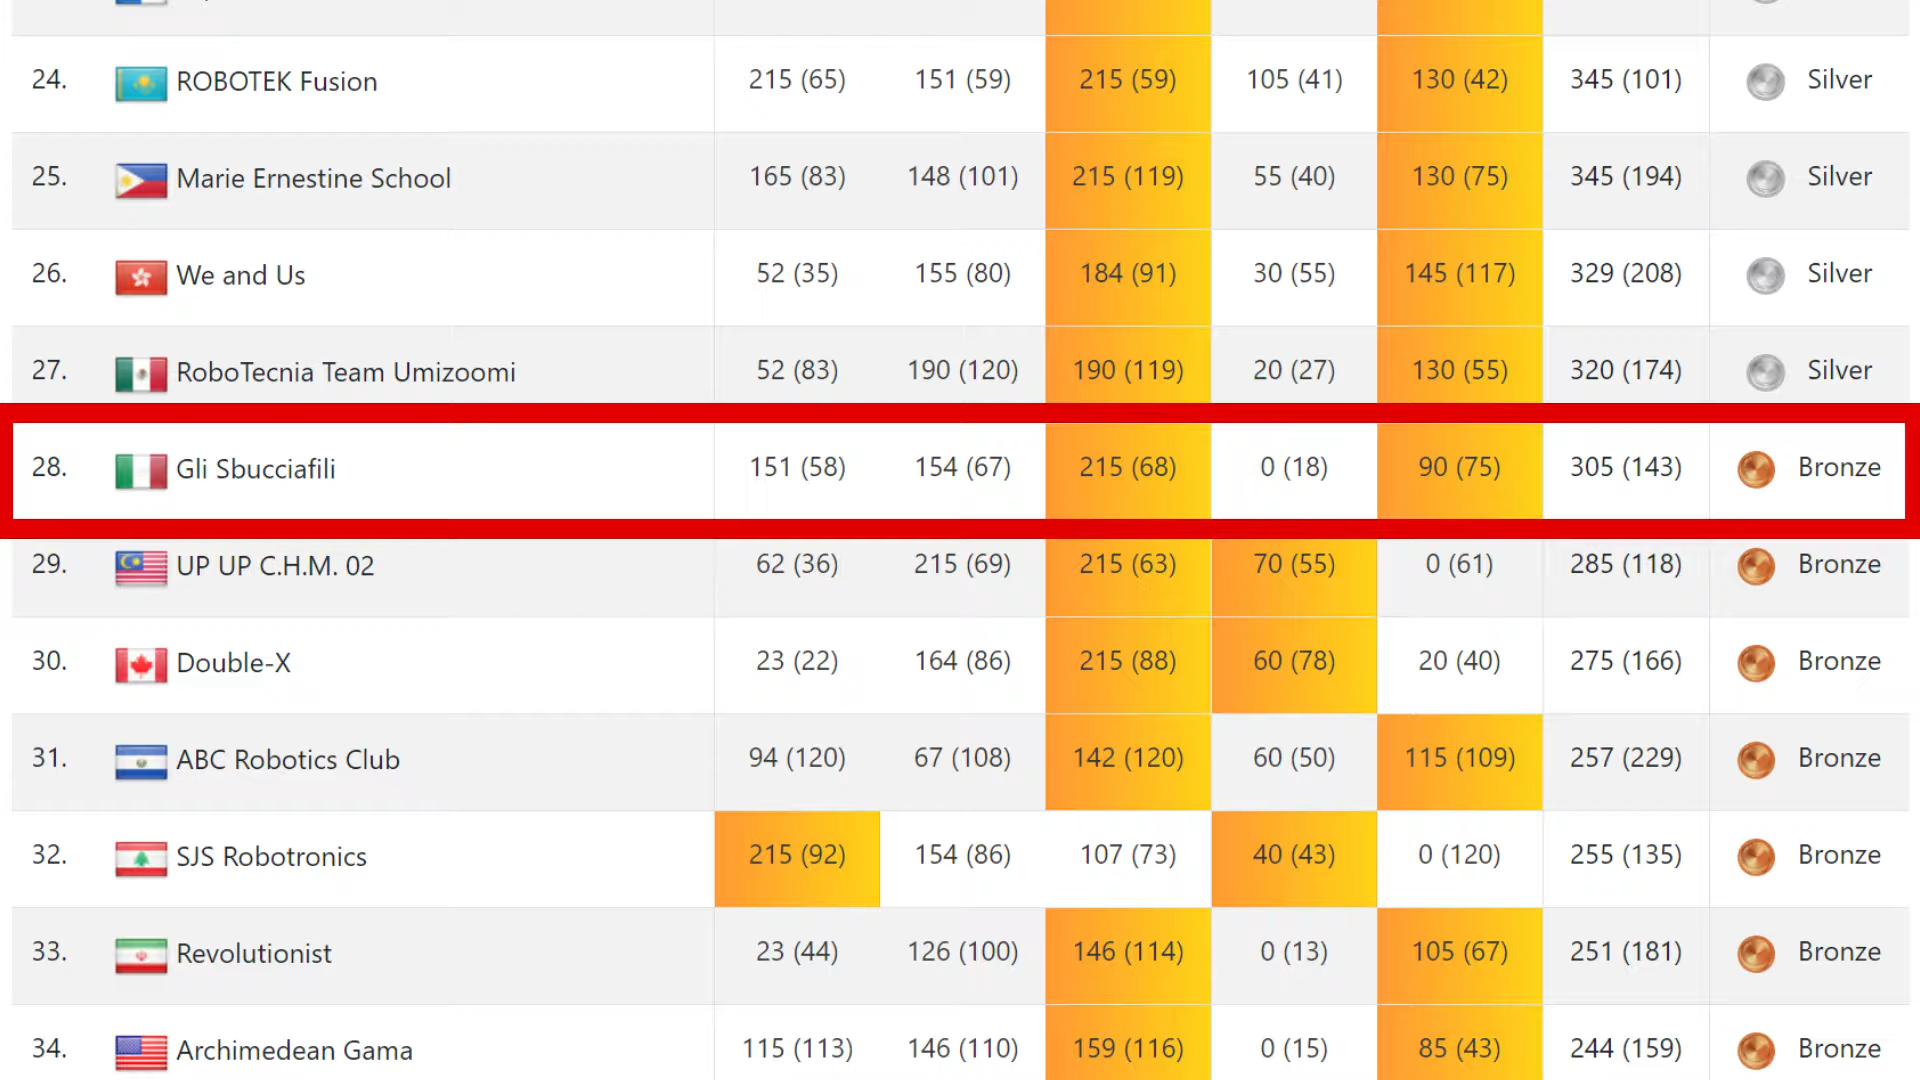 24. ROBOTEK Fusion 215 (65) 151 (59) 215 (59) 105 (41) 130 (42) 345 (101) Silver
25. Marie Ernestine School 165 (83) 148 (101) 215 (119) 55 (40) 130 (75) 345 (194) Silver
26. We and Us 52 (35) 155 (80) 184 (91) 30 (55) 145 (117) 329 (208) Silver
27. RoboTecnia Team Umizoomi 52 (83) 190 (120) 190 (119) 20 (27) 130 (55) 320 (174) Silver
28. Gli Sbucciafili 151 (58) 154 (67) 215 (68) 0 (18) 90 (75) 305 (143) Bronze
29. UP UP C.H.M. 02 62 (36) 215 (69) 215 (63) 70 (55) 0 (61) 285 (118) Bronze
30. Double-X 23 (22) 164 (86) 215 (88) 60 (78) 20 (40) 275 (166) Bronze
31. ABC Robotics Club 94 (120) 67 (108) 142 (120) 60 (50) 115 (109) 257 (229) Bronze
32. SJS Robotronics 215 (92) 154 (86) 107 (73) 40 (43) 0 (120) 255 (135) Bronze
33. Revolutionist 23 (44) 126 (100) 146 (114) 0 (13) 105 (67) 251 (181) Bronze
34. Archimedean Gama 115 (113) 146 (110) 159 (116) 0 (15) 85 (43) 244 (159) Bronze